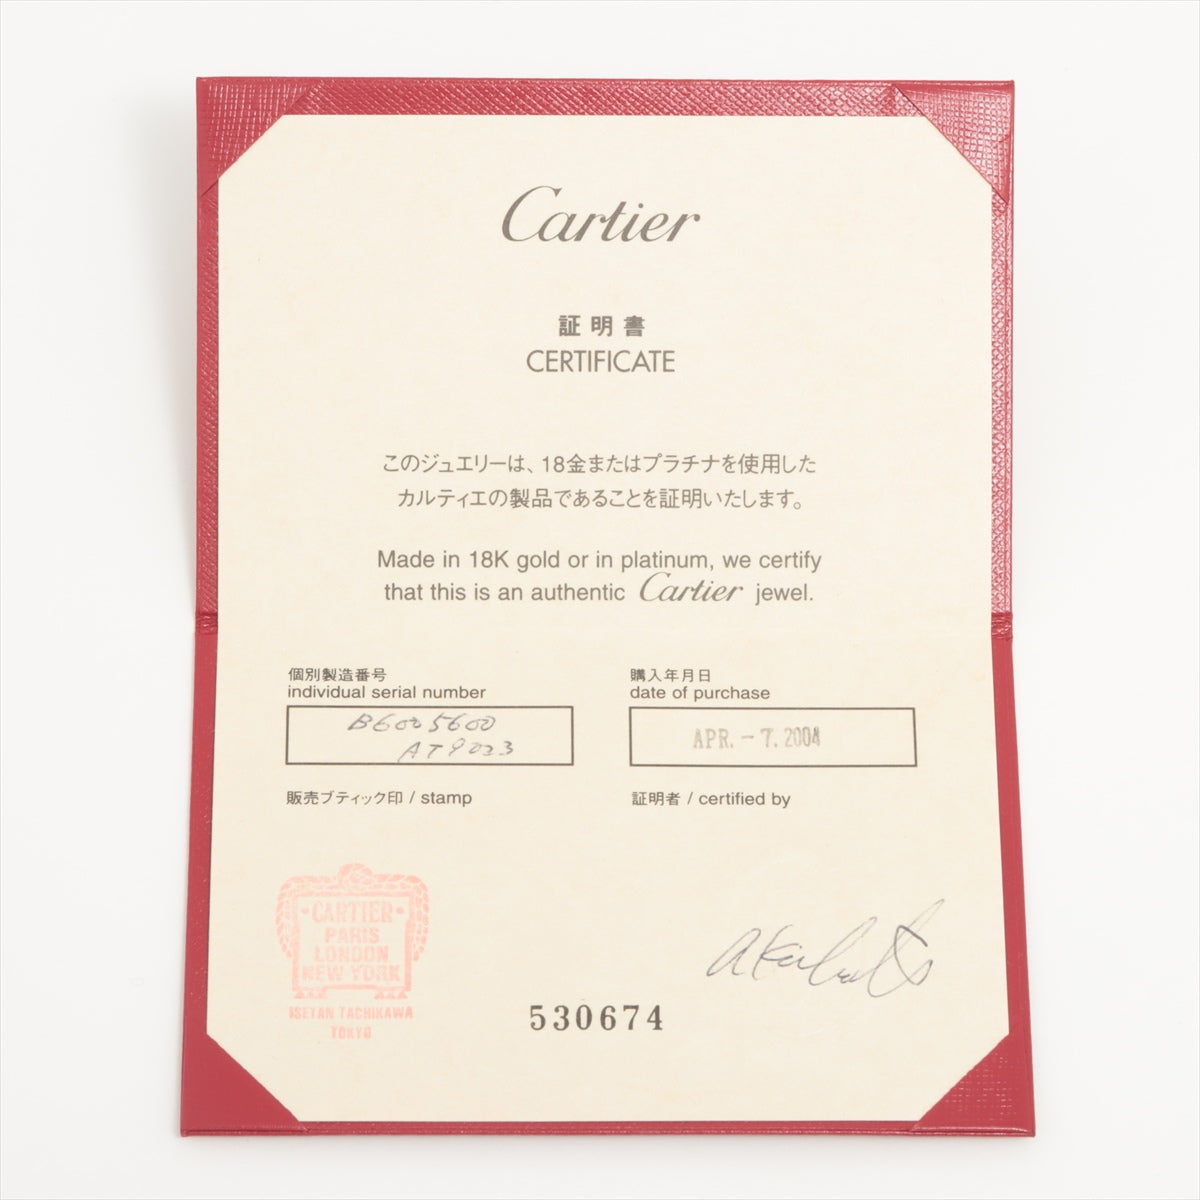 Cartier
証明書
CERTIFICATE
このジュエリーは、18金またはプラチナを使用した
カルティエの製品であることを証明いたします。
Made in 18K gold or in platinum, we certify
that this is an authentic Cartier jewel.
個別製造番号
individual serial number
B6005600
AT9033
購入年月日
date of purchase
APR. - 7. 2004
販売ブティック印 / stamp
証明者 / certified by
·CARTIER·
PARIS
LONDON
NEW YORK
ISETAN TACHIKAWA
TOKYO
530674